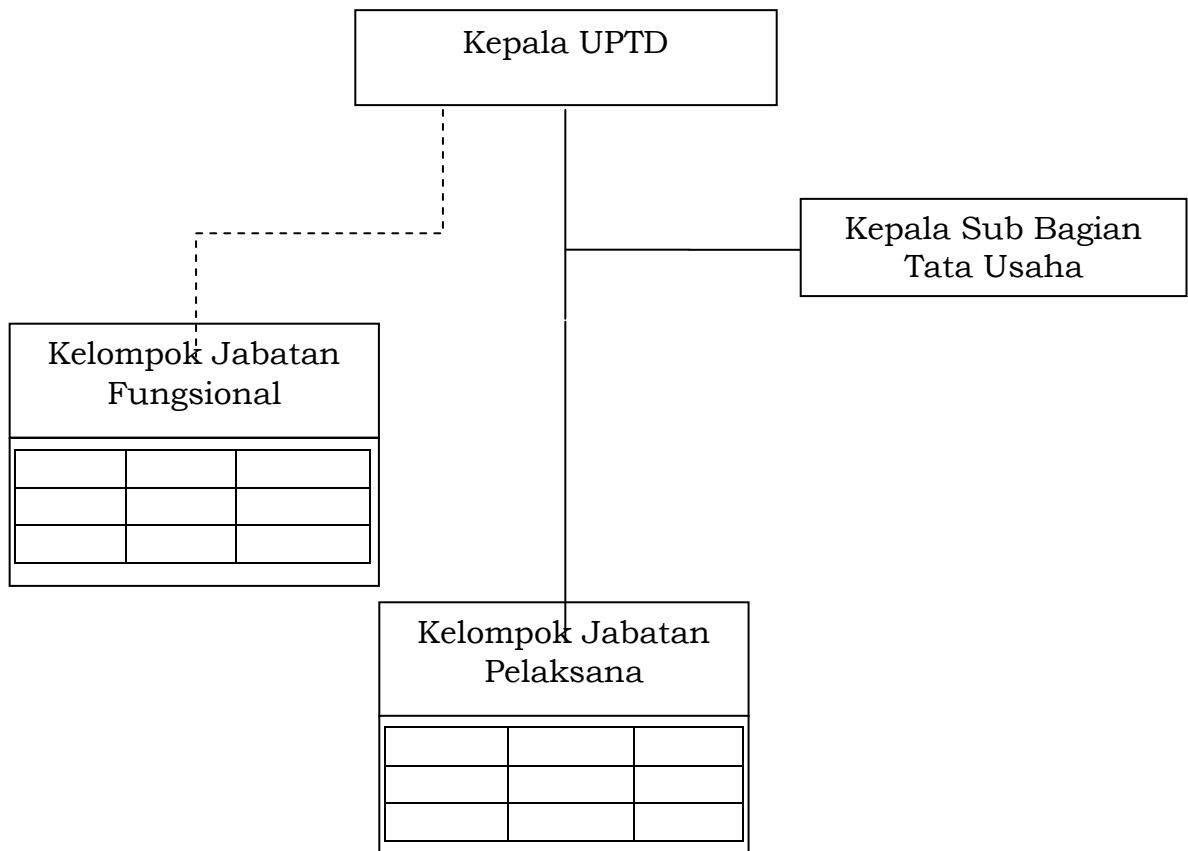 Kepala UPTD
Kepala Sub Bagian
Tata Usaha
Kelompok Jabatan
Fungsional
Kelompok Jabatan
Pelaksana